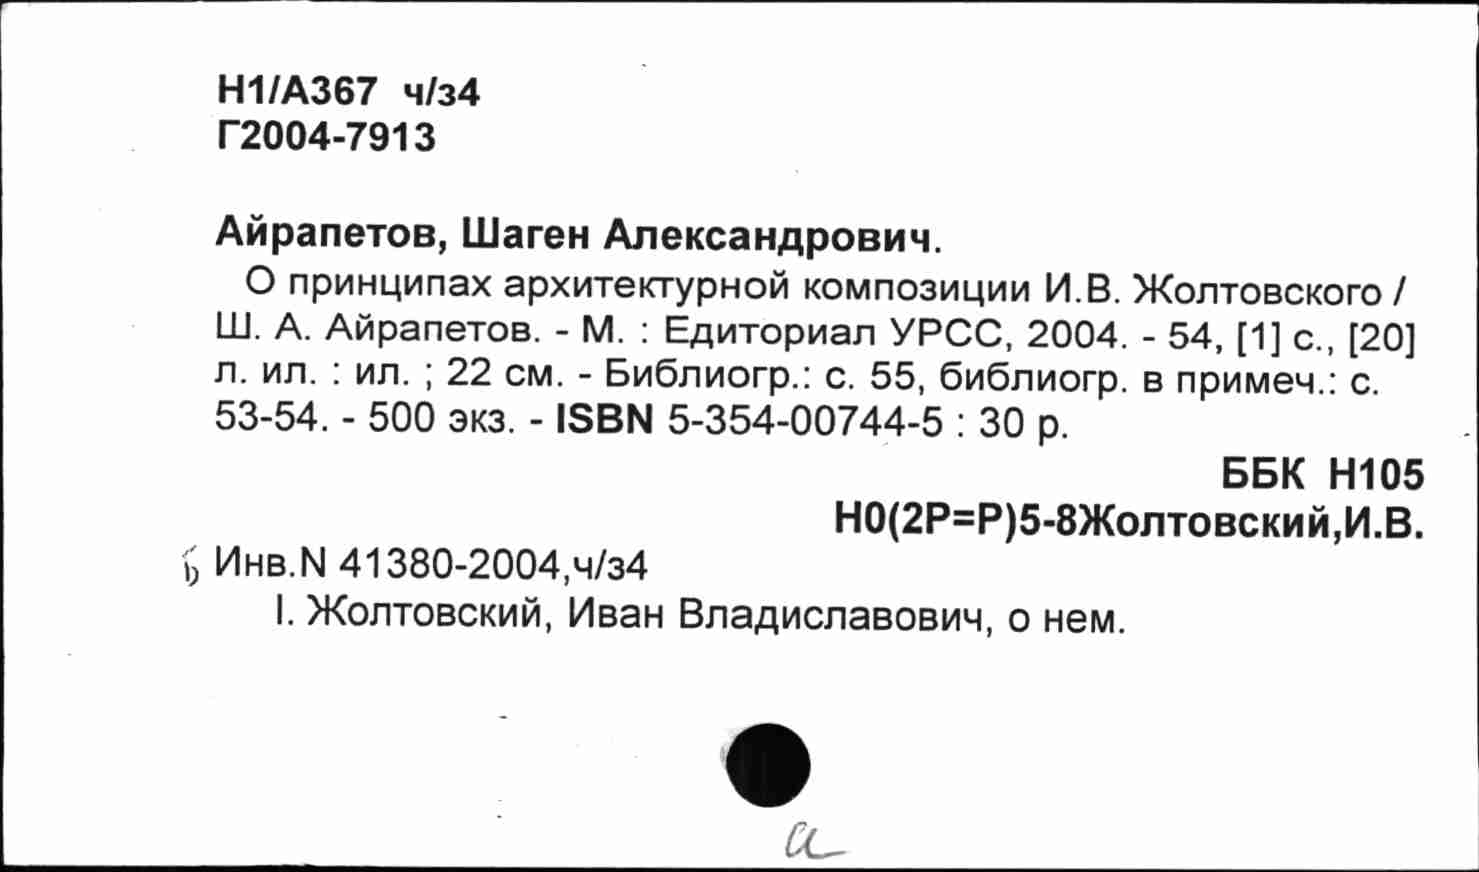 Н1/А367 ч/з4
Г2004-7913
Айрапетов, Шаген Александрович.
О принципах архитектурной композиции И.В. Жолтовского /
Ш. А. Айрапетов. - М. : Едиториал УРСС, 2004. - 54, [1] с., [20]
л. ил. : ил. ; 22 см. - Библиогр.: с. 55, библиогр. в примеч.: с.
53-54. - 500 экз. - ISBN 5-354-00744-5 : 30 р.
ББК Н105
Н0(2Р=Р)5-8Жолтовский,И.В.
Инв.N 41380-2004,ч/з4
I. Жолтовский, Иван Владиславович, о нем.
а